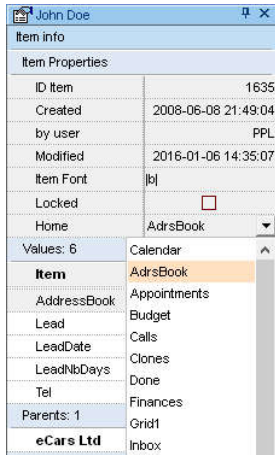 John Doe
Item info
Item Properties
ID Item 1635
Created 2008-06-08 21:49:04
by user PPL
Modified 2016-01-06 14:35:07
Item Font |b|
Locked
Home AdrsBook
Values: 6
Item
AddressBook
Lead
LeadDate
LeadNbDays
Tel
Parents: 1
eCars Ltd
Calendar
AdrsBook
Appointments
Budget
Calls
Clones
Done
Finances
Grid1
Inbox